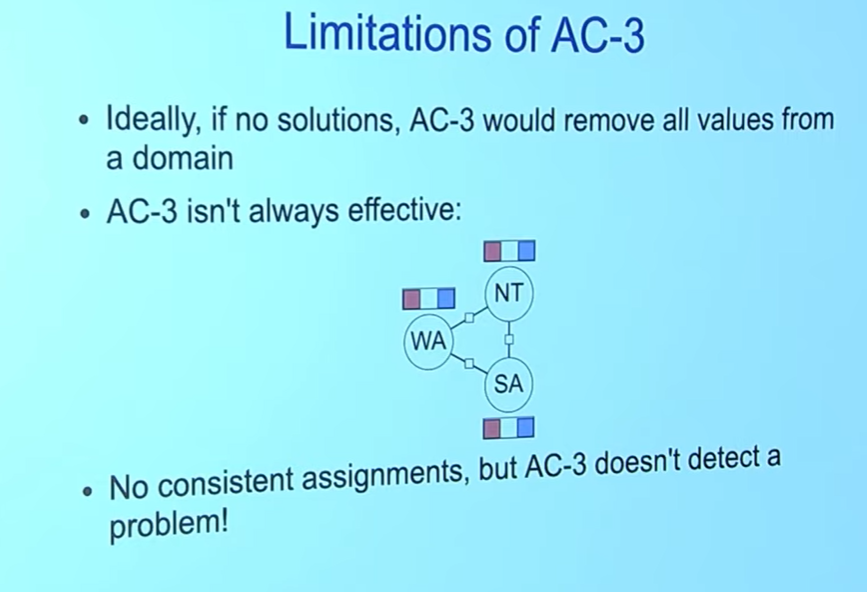 Limitations of AC-3
• Ideally, if no solutions, AC-3 would remove all values from
a domain
• AC-3 isn't always effective:
NT
WA
SA
• No consistent assignments, but AC-3 doesn't detect a
problem!